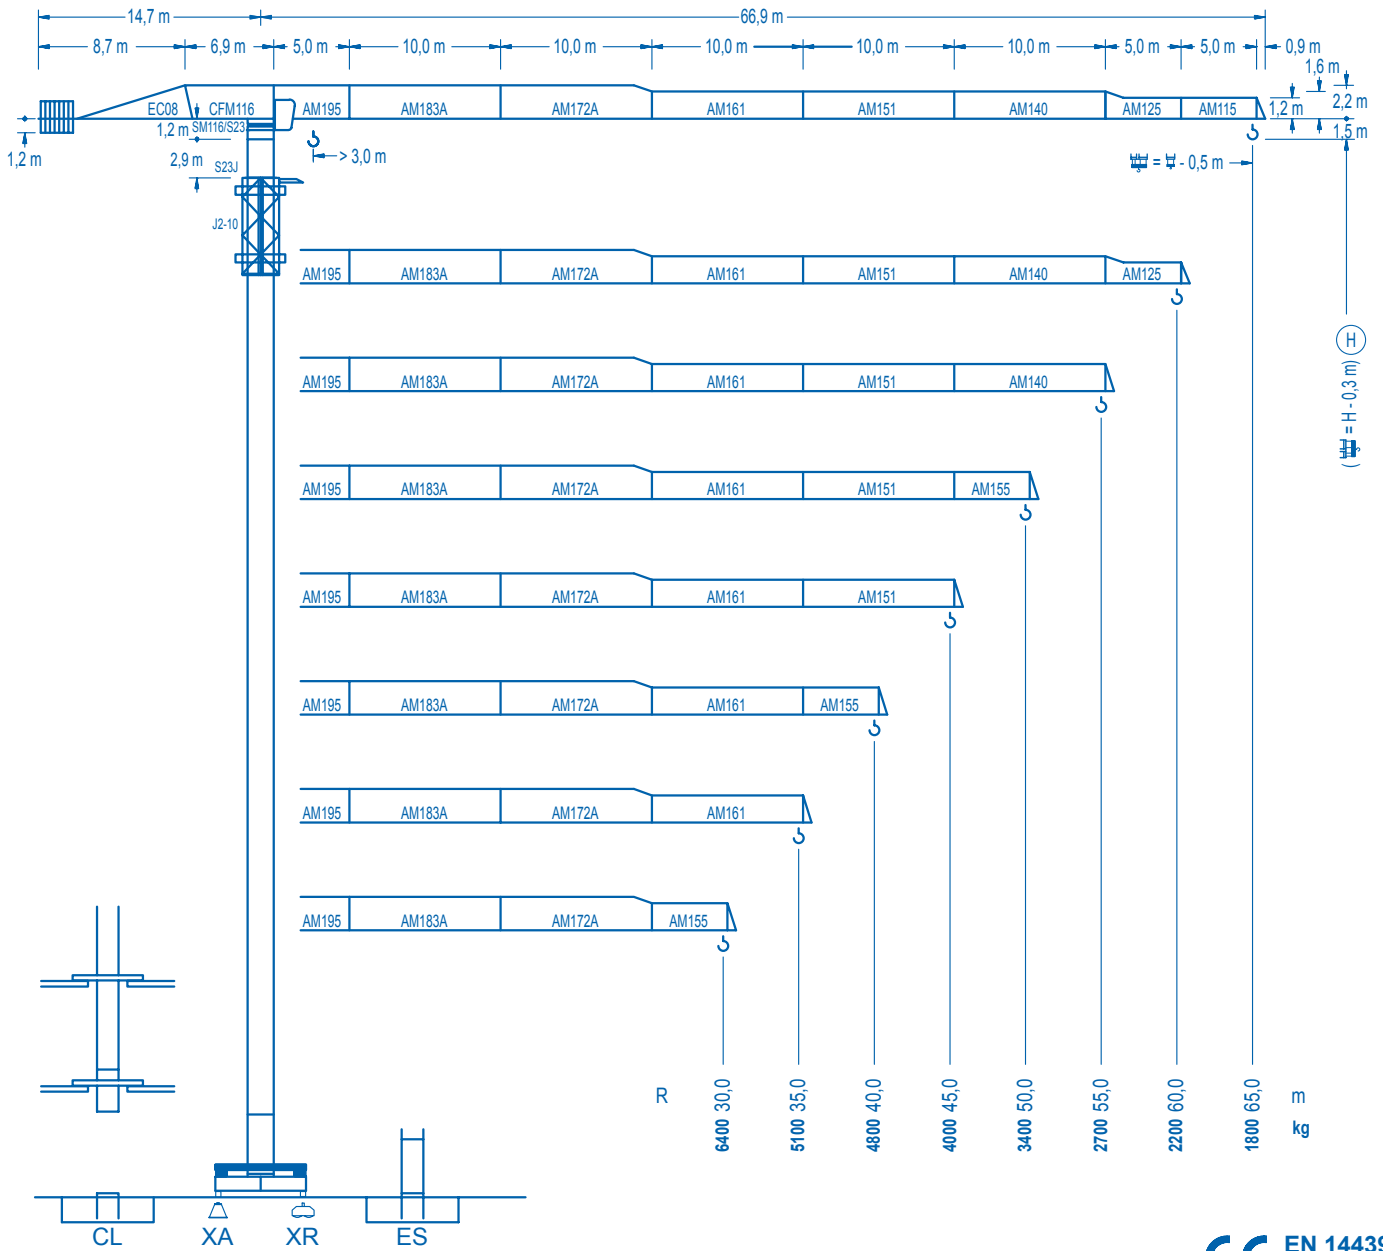 14,7 m 66,9 m
8,7 m 6,9 m 5,0 m 10,0 m 10,0 m 10,0 m 10,0 m 10,0 m 5,0 m 5,0 m 0,9 m
1,6 m
2,2 m
1,2 m
1,5 m
EC08 CFM116 AM195 AM183A AM172A AM161 AM151 AM140 AM125 AM115
1,2 m SM116/S23J
1,2 m
2,9 m S23J
> 3,0 m
= - 0,5 m
J2-10
AM195 AM183A AM172A AM161 AM151 AM140 AM125
H
( = H - 0,3 m)
AM195 AM183A AM172A AM161 AM151 AM140
AM195 AM183A AM172A AM161 AM151 AM155
AM195 AM183A AM172A AM161 AM151
AM195 AM183A AM172A AM161 AM155
AM195 AM183A AM172A AM161
AM195 AM183A AM172A AM155
R 30,0 35,0 40,0 45,0 50,0 55,0 60,0 65,0 m
6400 5100 4800 4000 3400 2700 2200 1800 kg
CL XA XR ES
CE EN 14439